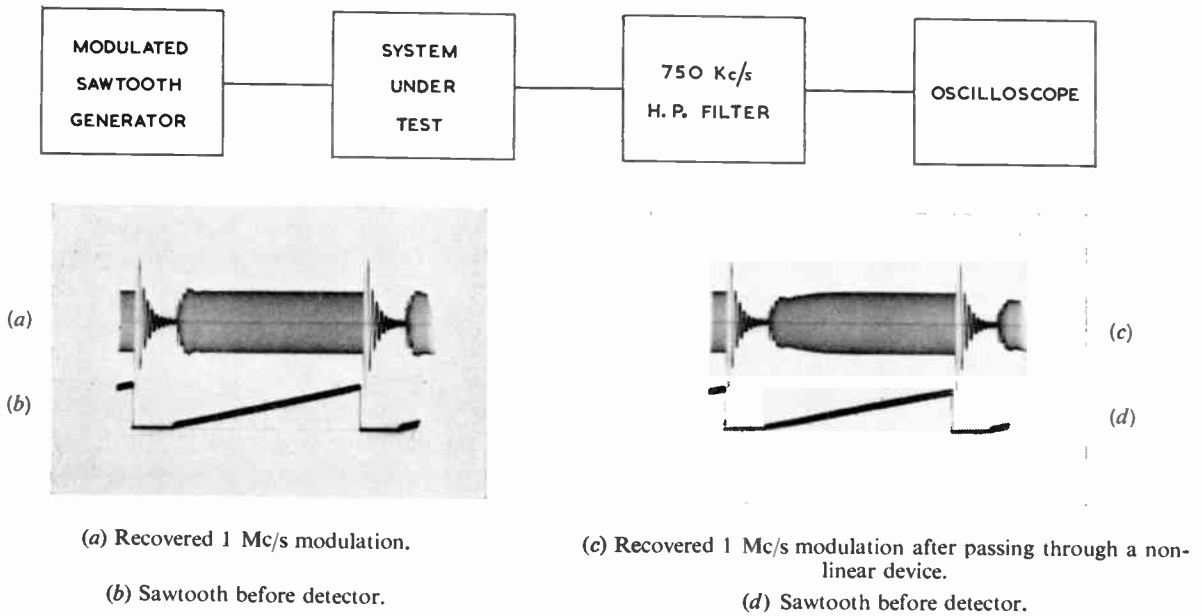 MODULATED
SAWTOOTH
GENERATOR
SYSTEM
UNDER
TEST
750 Kc/s
H.P. FILTER
OSCILLOSCOPE
(a)
(b)
(c)
(d)
(a) Recovered 1 Mc/s modulation.
(b) Sawtooth before detector.
(c) Recovered 1 Mc/s modulation after passing through a non-
linear device.
(d) Sawtooth before detector.